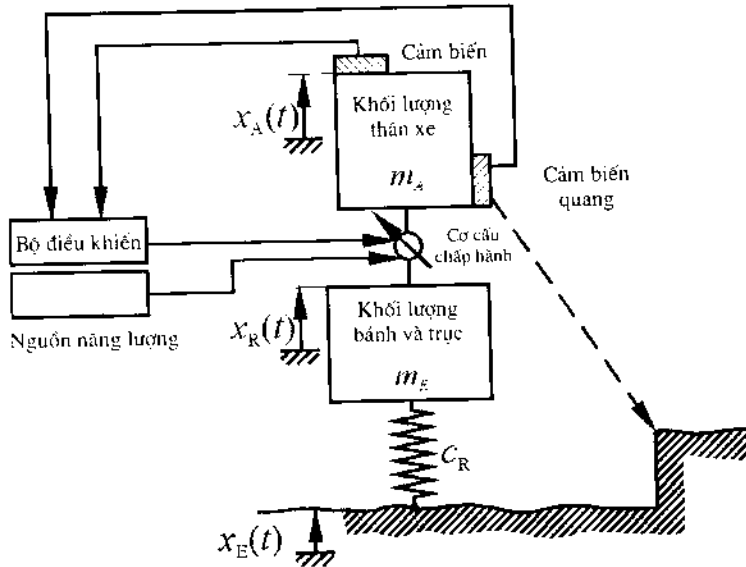 Cảm biến
x_A(t)
Khối lượng
thân xe
m_A
Cảm biến
quang
Bộ điều khiến
Cơ cấu
chấp hành
Nguồn năng lượng
x_R(t)
Khối lượng
bánh và trục
m_E
C_R
x_E(t)